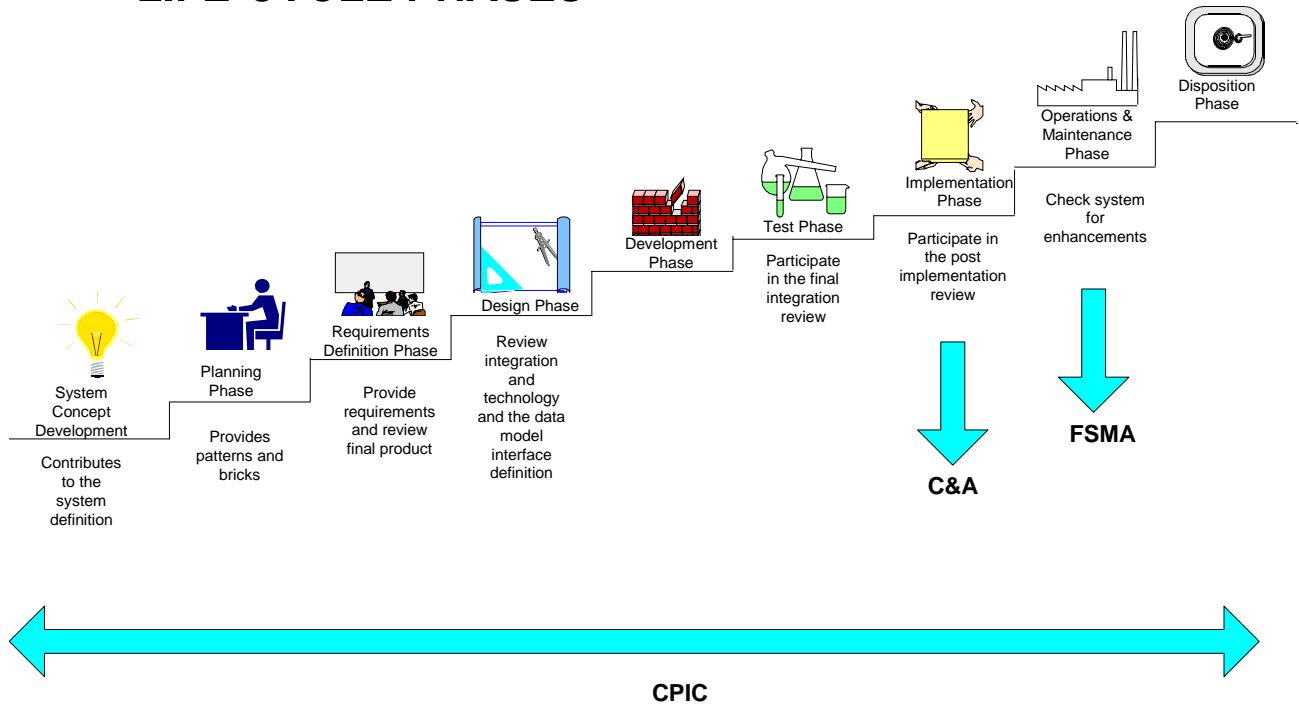 LIFE CYCLE PHASES
System
Concept
Development
Contributes
to the
system
definition
Planning
Phase
Provides
patterns and
bricks
Requirements
Definition Phase
Provide
requirements
and review
final product
Design Phase
Review
integration
and
technology
and the data
model
interface
definition
Development
Phase
Test Phase
Participate
in the final
integration
review
Implementation
Phase
Participate in
the post
implementation
review
C&A
Operations &
Maintenance
Phase
Check system
for
enhancements
FSMA
Disposition
Phase
CPIC